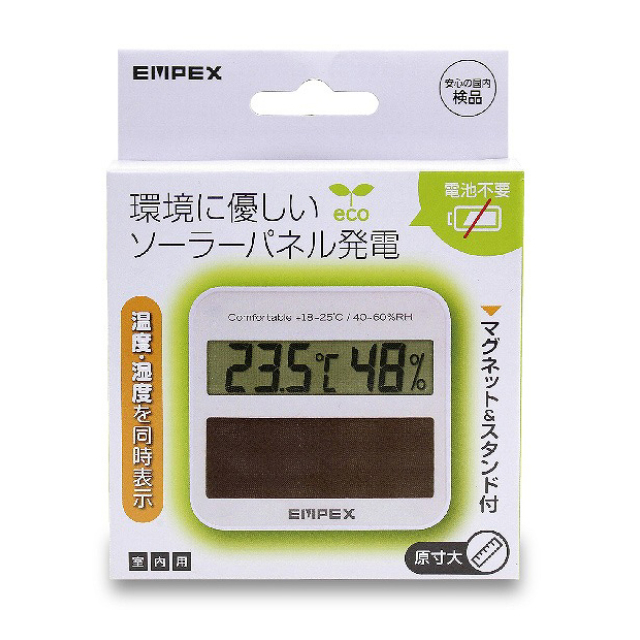 EMPEX
安心の国内
検品
環境に優しい
eco
ソーラーパネル発電
電池不要
温度・湿度を同時表示
マグネット&スタンド付
Comfortable +18-25℃ / 40-60%RH
23.5℃ 48%
EMPEX
室内用
原寸大